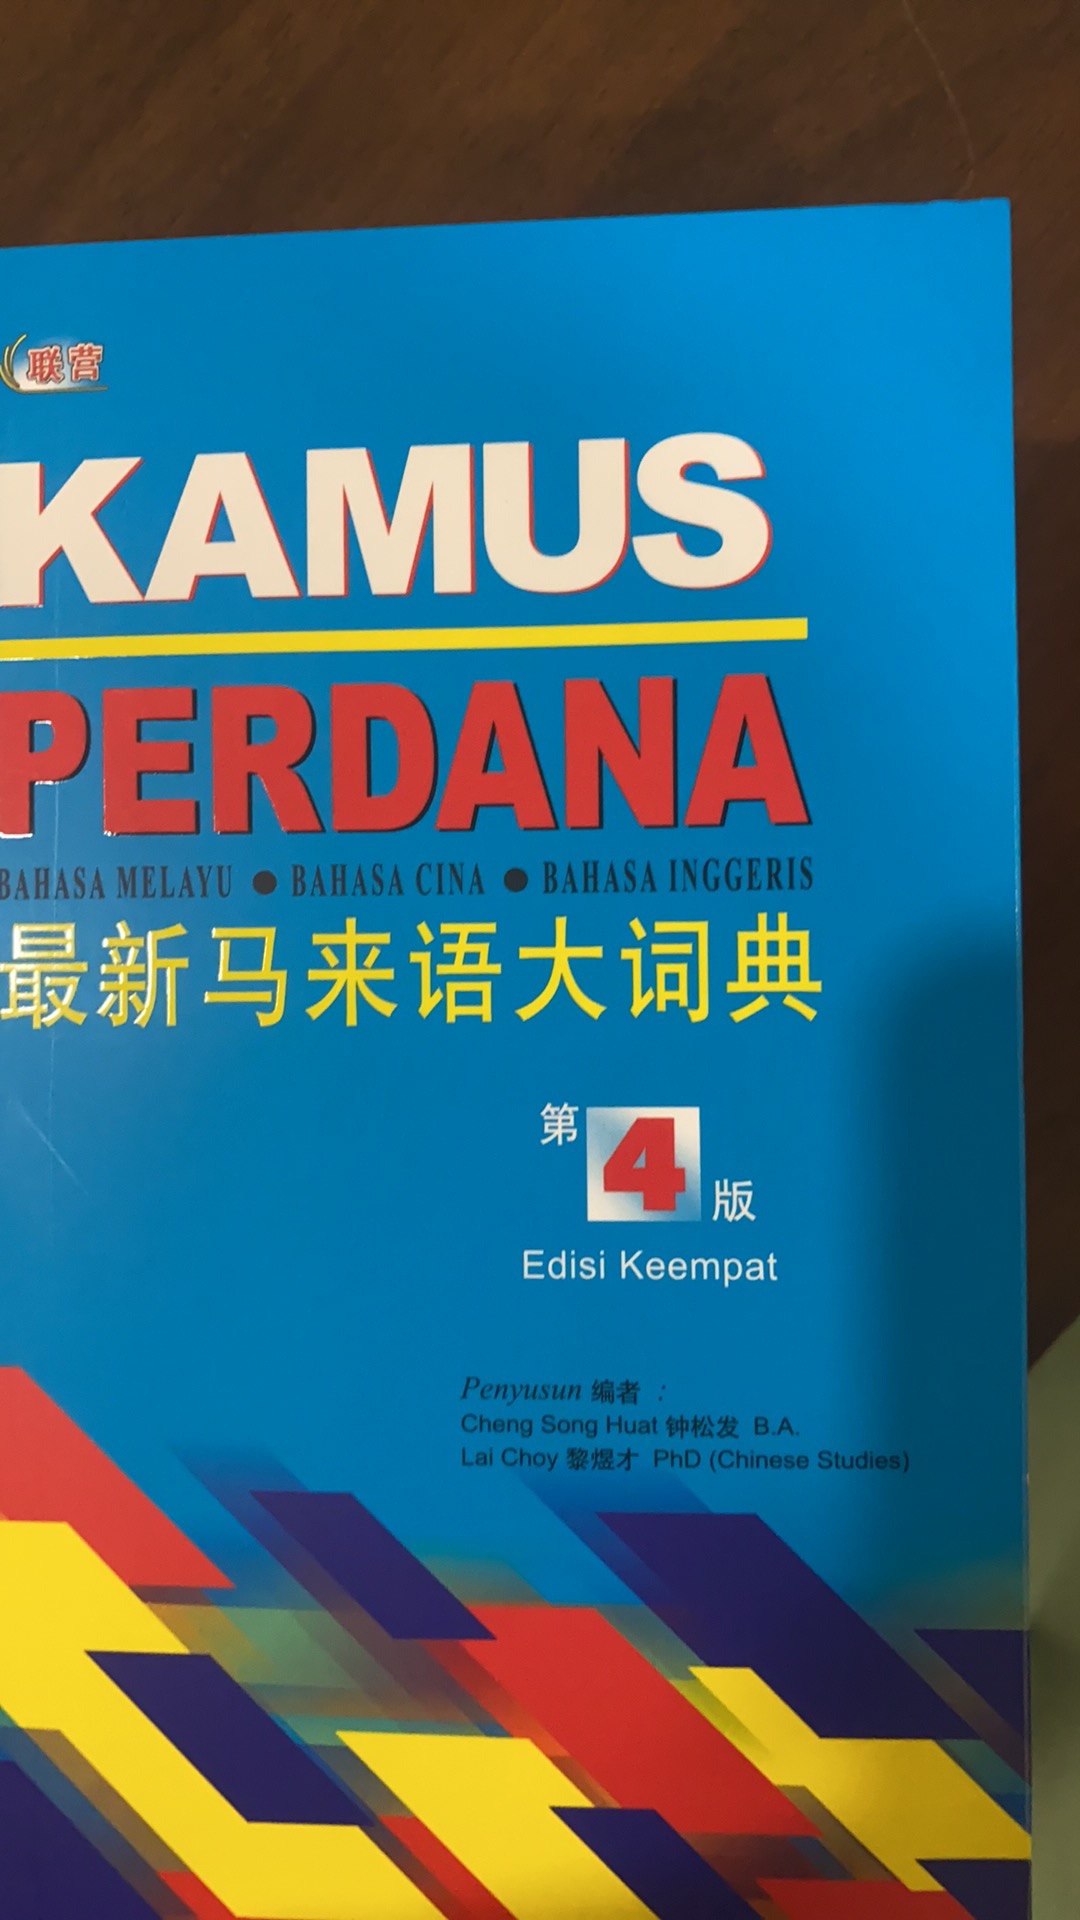 联营
KAMUS
PERDANA
BAHASA MELAYU ● BAHASA CINA ● BAHASA INGGERIS
最新马来语大词典
第4版
Edisi Keempat
Penyusun 编者 :
Cheng Song Huat 钟松发 B.A.
Lai Choy 黎煜才 PhD (Chinese Studies)